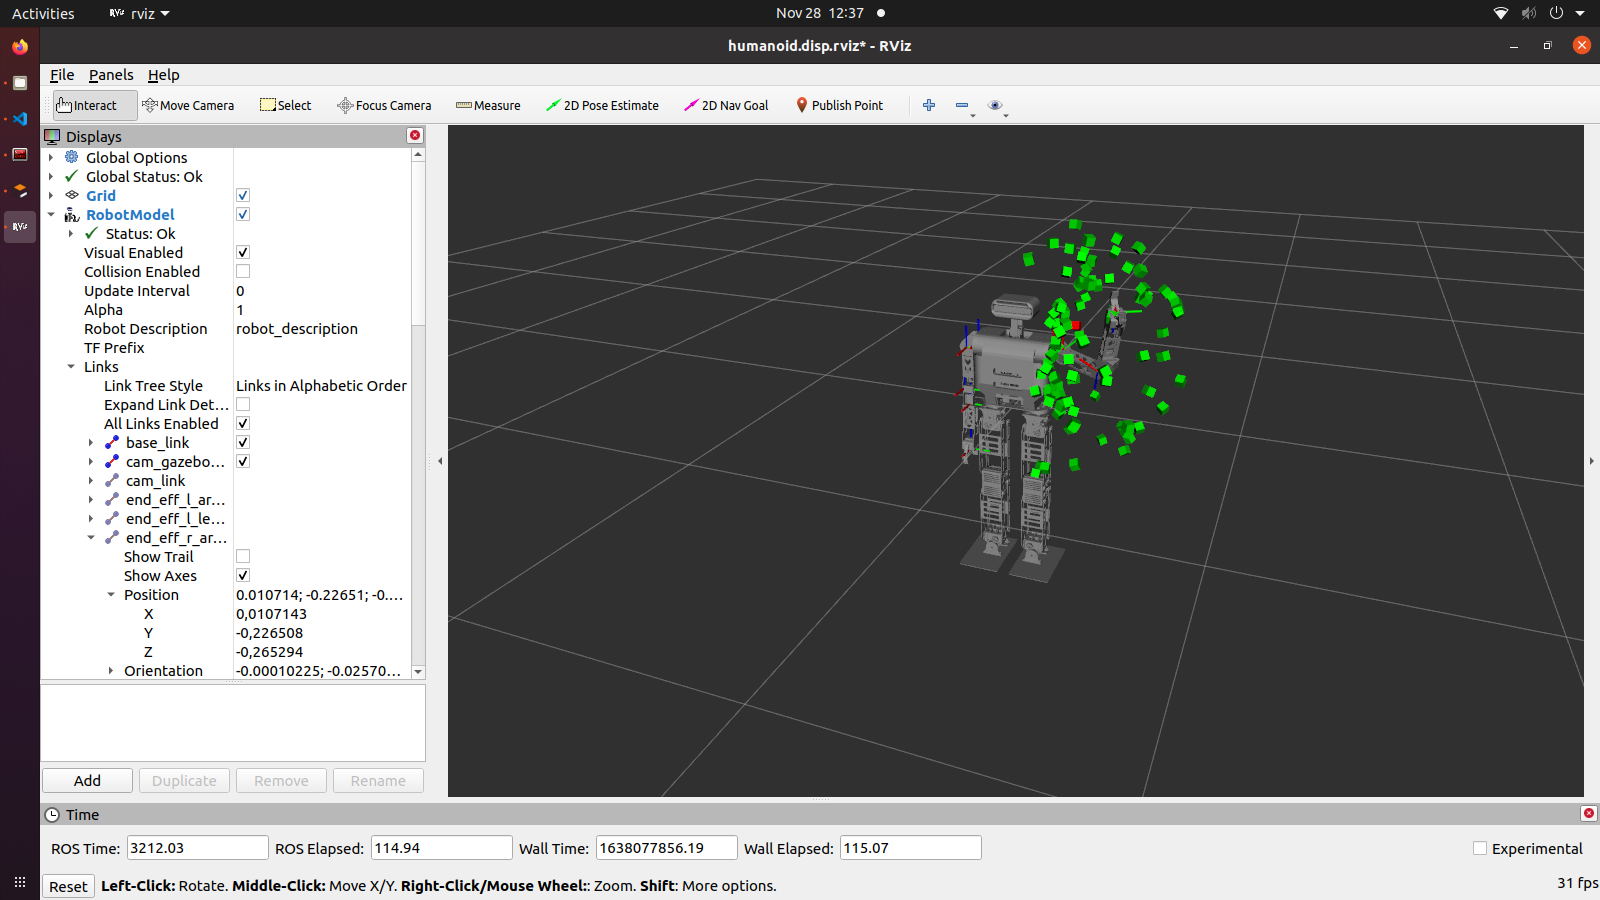 Activities
RViz rviz
Nov 28 12:37
humanoid.disp.rviz* - RViz
File Panels Help
Interact Move Camera Select Focus Camera Measure 2D Pose Estimate 2D Nav Goal Publish Point
RViz
Displays
Global Options
Global Status: Ok
Grid
RobotModel
Status: Ok
Visual Enabled
Collision Enabled
Update Interval 0
Alpha 1
Robot Description robot_description
TF Prefix
Links
Link Tree Style Links in Alphabetic Order
Expand Link Det...
All Links Enabled
base_link
cam_gazebo...
cam_link
end_eff_l_ar...
end_eff_l_le...
end_eff_r_ar...
Show Trail
Show Axes
Position 0.010714; -0.22651; -0....
X 0,0107143
Y -0,226508
Z -0,265294
Orientation -0.00010225; -0.02570...
Add Duplicate Remove Rename
Time
ROS Time: 3212.03 ROS Elapsed: 114.94 Wall Time: 1638077856.19 Wall Elapsed: 115.07 Experimental
Reset Left-Click: Rotate. Middle-Click: Move X/Y. Right-Click/Mouse Wheel:: Zoom. Shift: More options. 31 fps